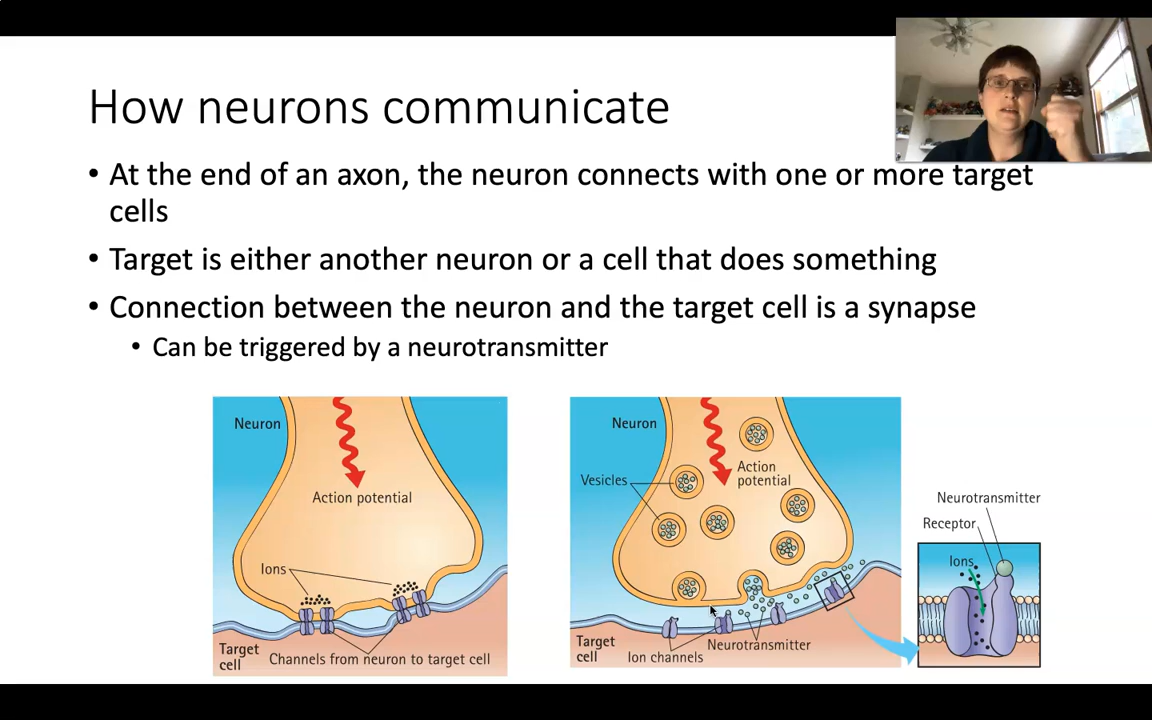 How neurons communicate
• At the end of an axon, the neuron connects with one or more target
cells
• Target is either another neuron or a cell that does something
• Connection between the neuron and the target cell is a synapse
• Can be triggered by a neurotransmitter
Neuron
Action potential
Ions
Target
cell
Channels from neuron to target cell
Neuron
Vesicles
Action
potential
Target
cell
Ion channels
Neurotransmitter
Neurotransmitter
Receptor
Ions